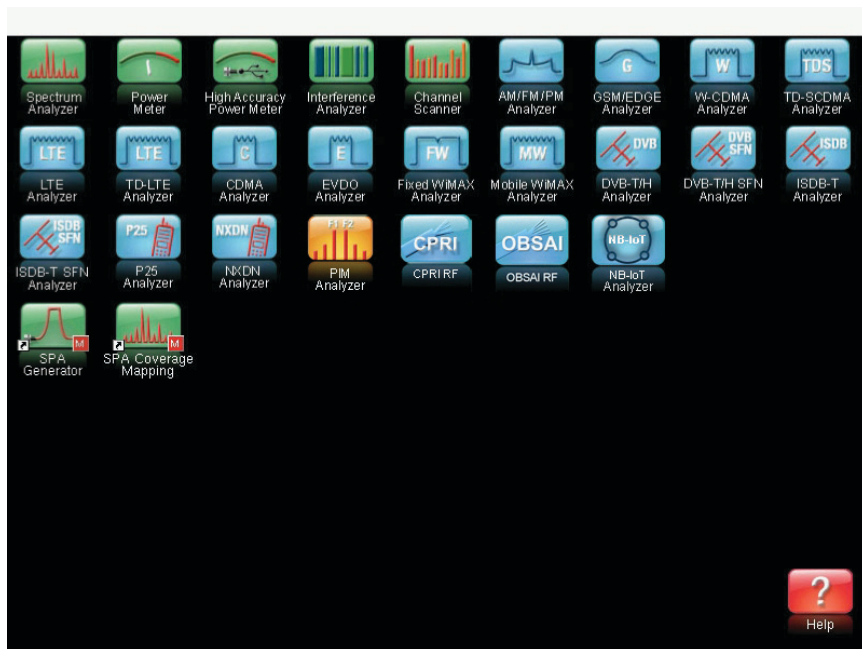 Spectrum
Analyzer
Power
Meter
High Accuracy
Power Meter
Interference
Analyzer
Channel
Scanner
AM/FM/PM
Analyzer
G
GSM/EDGE
Analyzer
W
W-CDMA
Analyzer
TDS
TD-SCDMA
Analyzer
LTE
LTE
Analyzer
LTE
TD-LTE
Analyzer
C
CDMA
Analyzer
E
EVDO
Analyzer
FW
Fixed WiMAX
Analyzer
MW
Mobile WiMAX
Analyzer
DVB
DVB-T/H
Analyzer
DVB
SFN
DVB-T/H SFN
Analyzer
ISDB
ISDB-T
Analyzer
ISDB
SFN
ISDB-T SFN
Analyzer
P25
P25
Analyzer
NXDN
NXDN
Analyzer
F1 F2
PIM
Analyzer
CPRI
CPRI RF
OBSAI
OBSAI RF
NB-IoT
NB-IoT
Analyzer
M
SPA
Generator
M
SPA Coverage
Mapping
?
Help